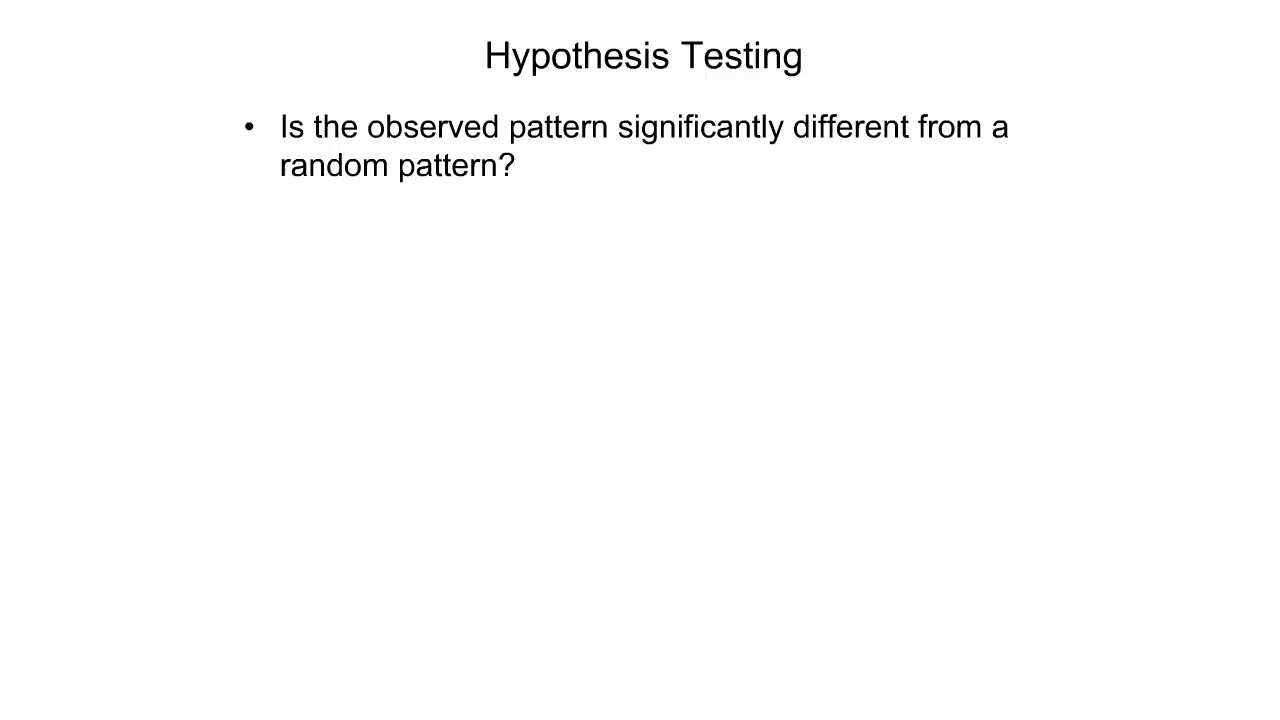 Hypothesis Testing
• Is the observed pattern significantly different from a
random pattern?